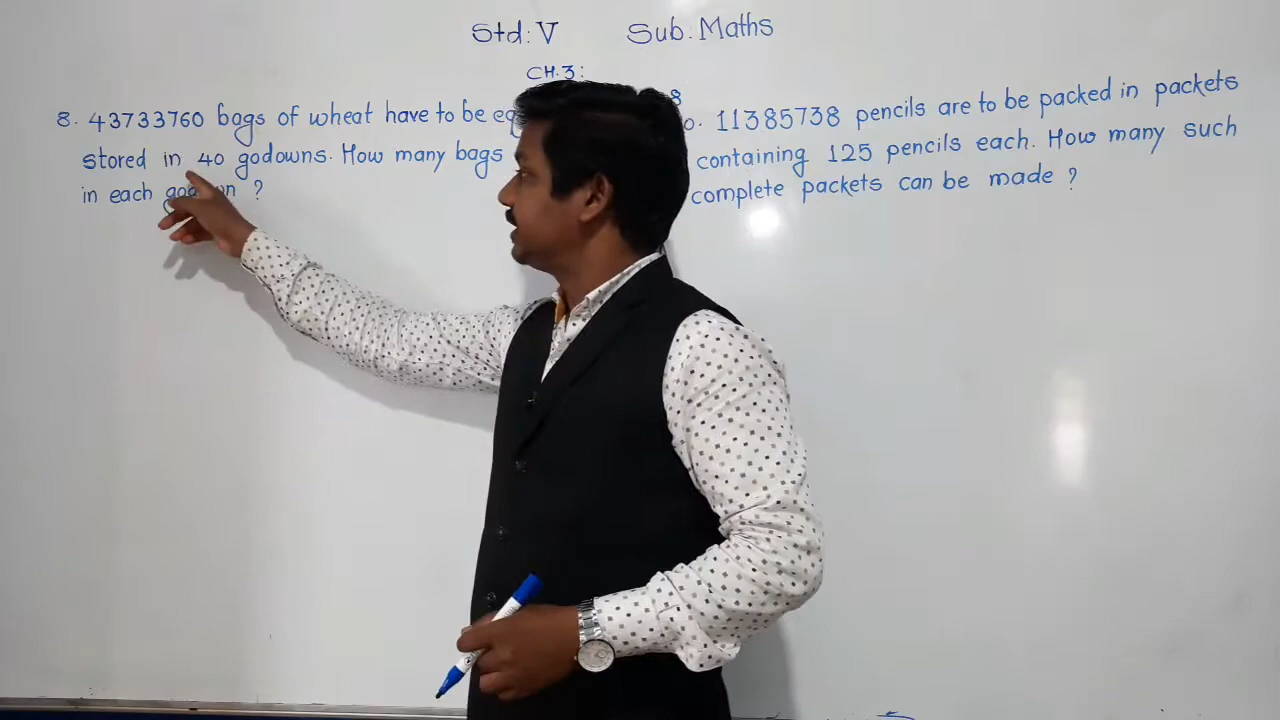 Std: V Sub: Maths
CH.3:
8. 43733760 bags of wheat have to be
stored in 40 godowns. How many bags
in each ?
8
0. 11385738 pencils are to be packed in packets
containing 125 pencils each. How many such
complete packets can be made ?